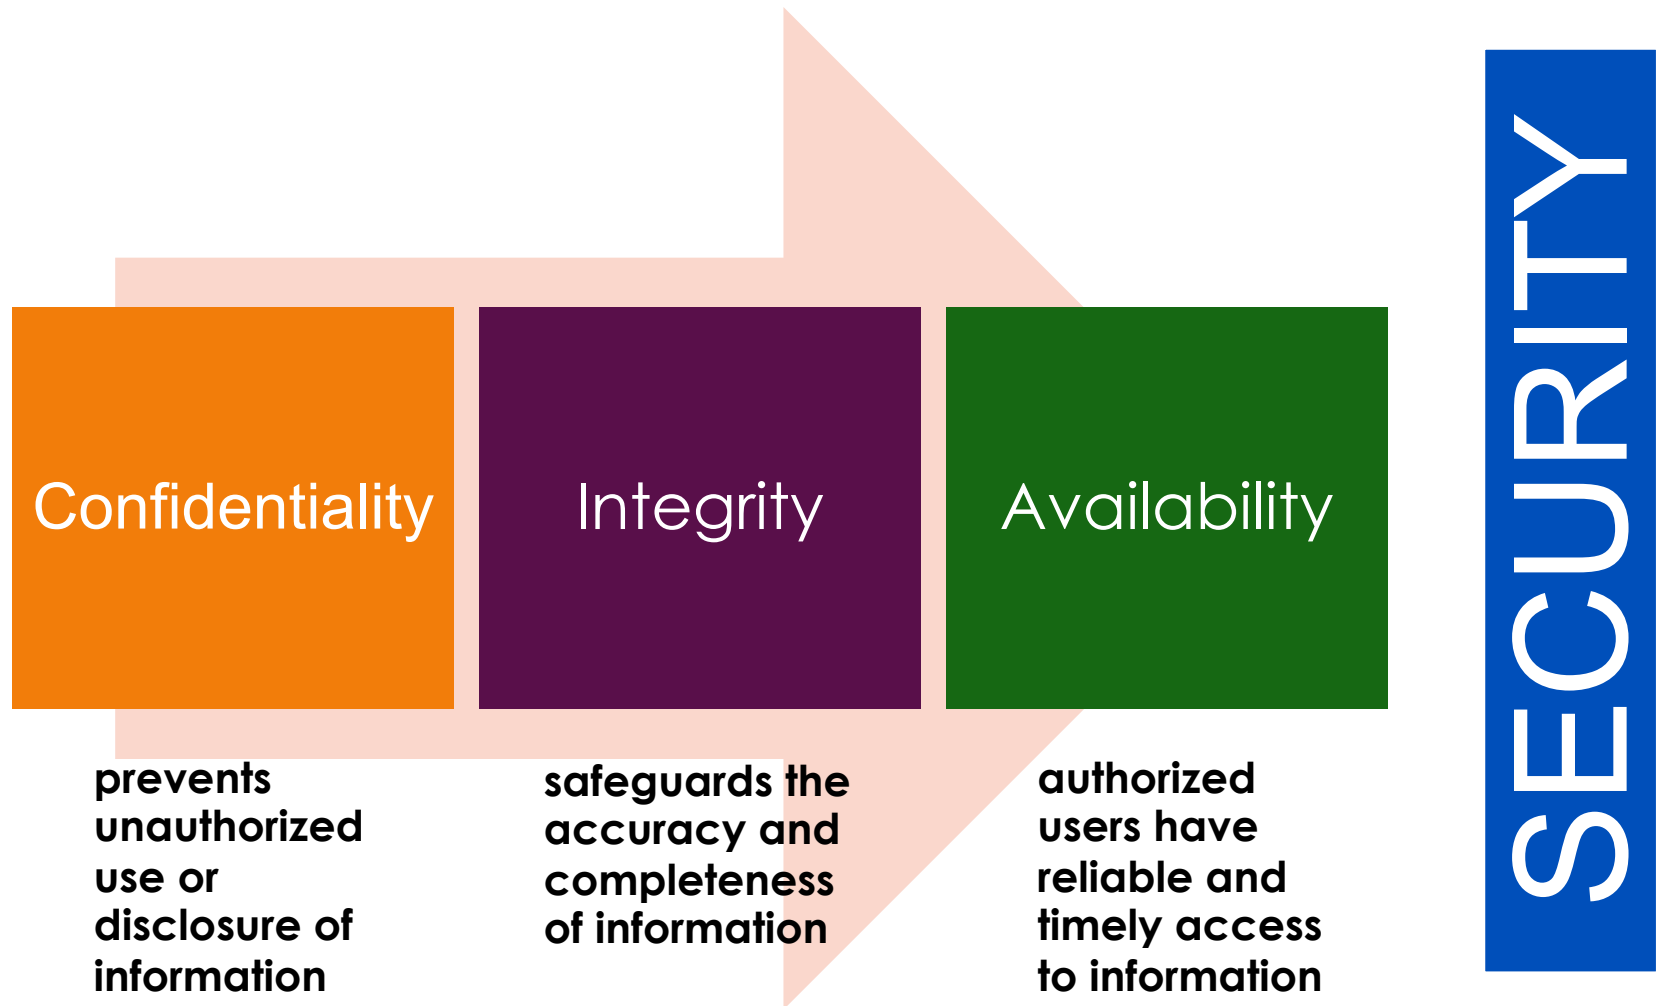 Confidentiality
Integrity
Availability
prevents
unauthorized
use or
disclosure of
information
safeguards the
accuracy and
completeness
of information
authorized
users have
reliable and
timely access
to information
SECURITY